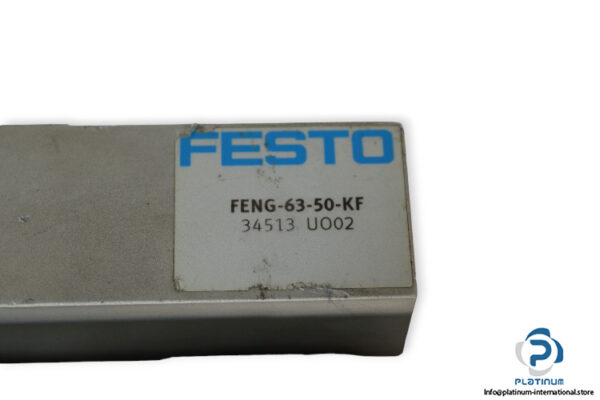 FESTO
FENG-63-50-KF
34513 U002
PLATINUM
Info@platinum-international.store